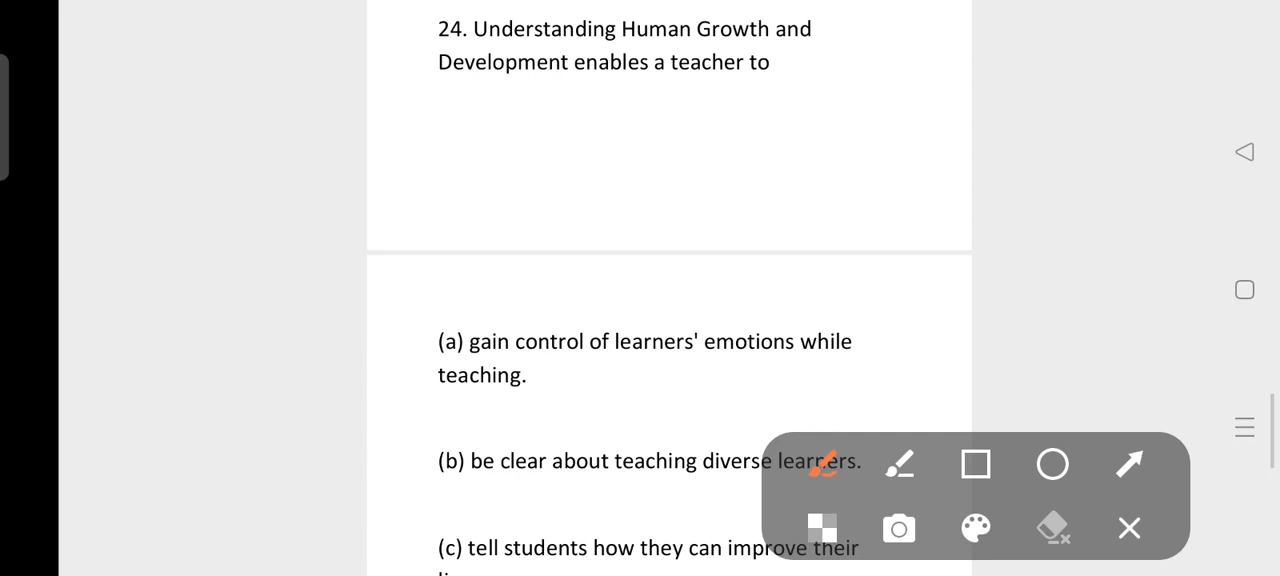 24. Understanding Human Growth and
Development enables a teacher to
(a) gain control of learners' emotions while
teaching.
(b) be clear about teaching diverse learners.
(c) tell students how they can improve their